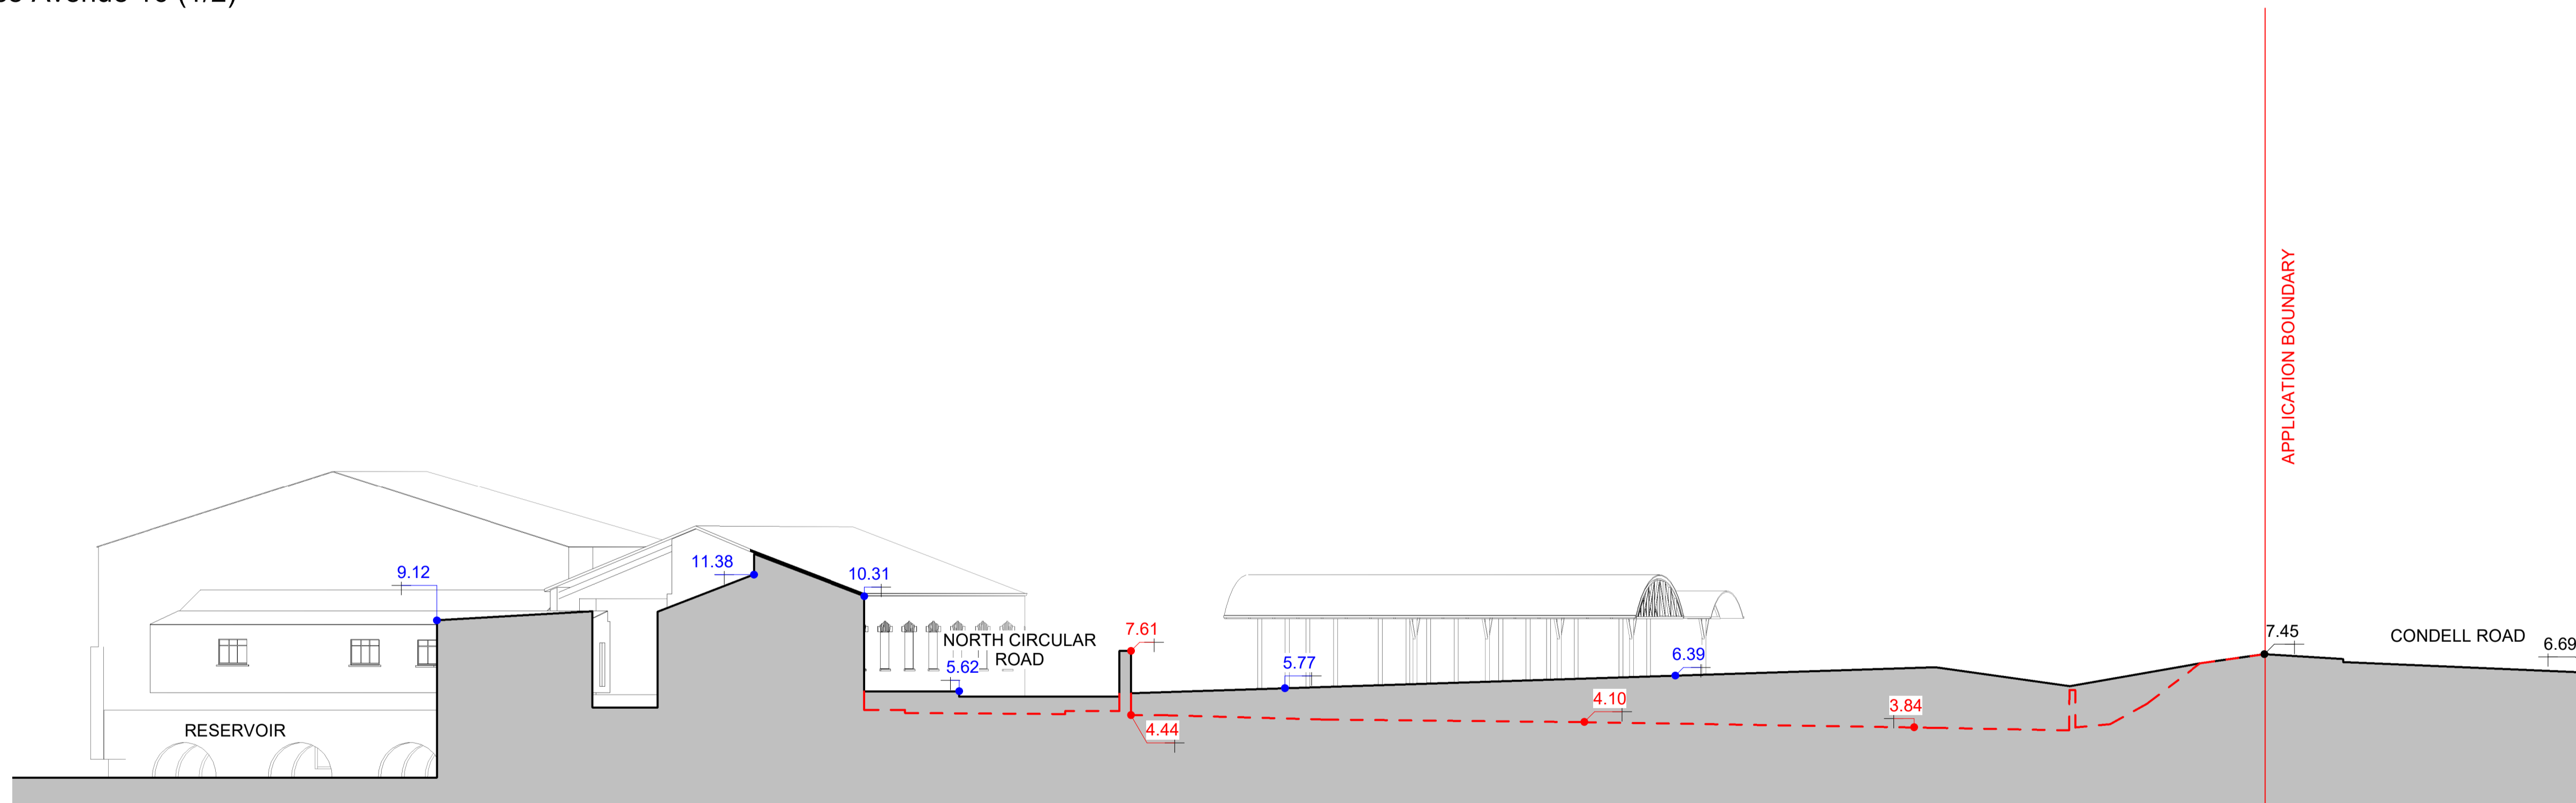 Avenue
APPLICATION BOUNDARY
9.12
11.38
10.31
NORTH CIRCULAR
ROAD
5.62
7.61
5.77
6.39
7.45
CONDELL ROAD
6.69
RESERVOIR
4.44
4.10
3.84